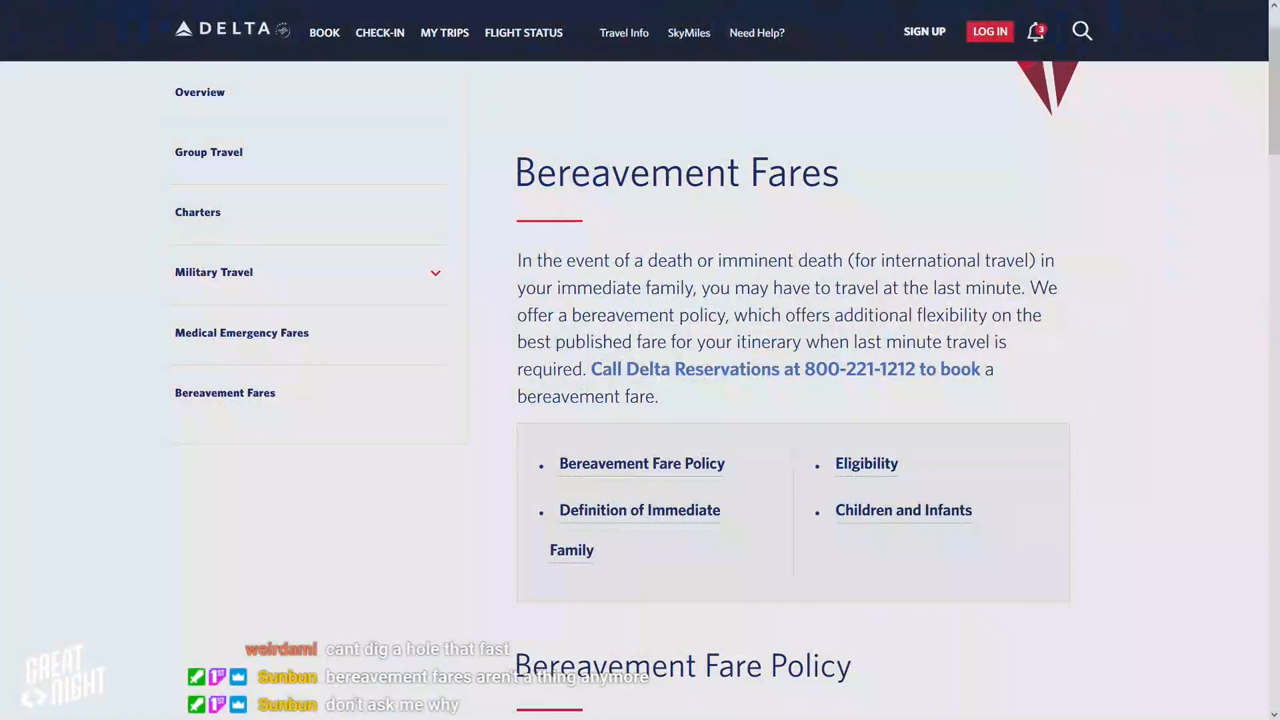 DELTA BOOK CHECK-IN MY TRIPS FLIGHT STATUS Travel Info SkyMiles Need Help? SIGN UP LOG IN 3
Overview
Group Travel
Charters
Military Travel
Medical Emergency Fares
Bereavement Fares
Bereavement Fares
In the event of a death or imminent death (for international travel) in
your immediate family, you may have to travel at the last minute. We
offer a bereavement policy, which offers additional flexibility on the
best published fare for your itinerary when last minute travel is
required. Call Delta Reservations at 800-221-1212 to book a
bereavement fare.
• Bereavement Fare Policy
• Definition of Immediate
Family
• Eligibility
• Children and Infants
Bereavement Fare Policy
weirdaml cant dig a hole that fast
Sunbun bereavement fares aren't a thing anymore
Sunbun don't ask me why
GREAT
NIGHT